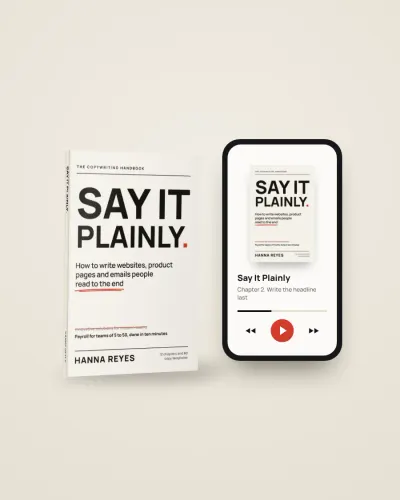 THE COPYWRITING HANDBOOK
SAY IT
PLAINLY.
How to write websites, product
pages and emails people
read to the end
Payroll for teams of 5 to 50, done in ten minutes.
HANNA REYES
SAY IT PLAINLY
SAY IT
PLAINLY.
How to write websites, product
pages and emails people
read to the end
HANNA REYES
Say It Plainly
Chapter 2. Write the headline
last